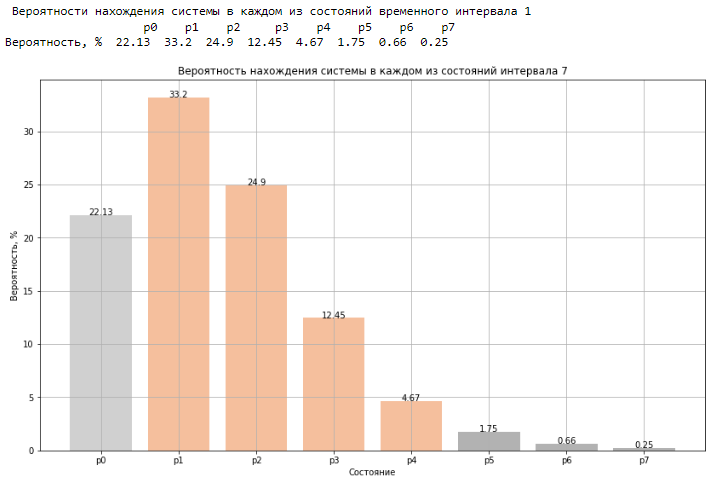 Вероятности нахождения системы в каждом из состояний временного интервала 1
p0 p1 p2 p3 p4 p5 p6 p7
Вероятность, % 22.13 33.2 24.9 12.45 4.67 1.75 0.66 0.25
Вероятность нахождения системы в каждом из состояний интервала 7
33.2
30
25
24.9
22.13
20
Вероятность, %
15
12.45
10
5
4.67
1.75
0.66
0.25
0
p0 p1 p2 p3 p4 p5 p6 p7
Состояние